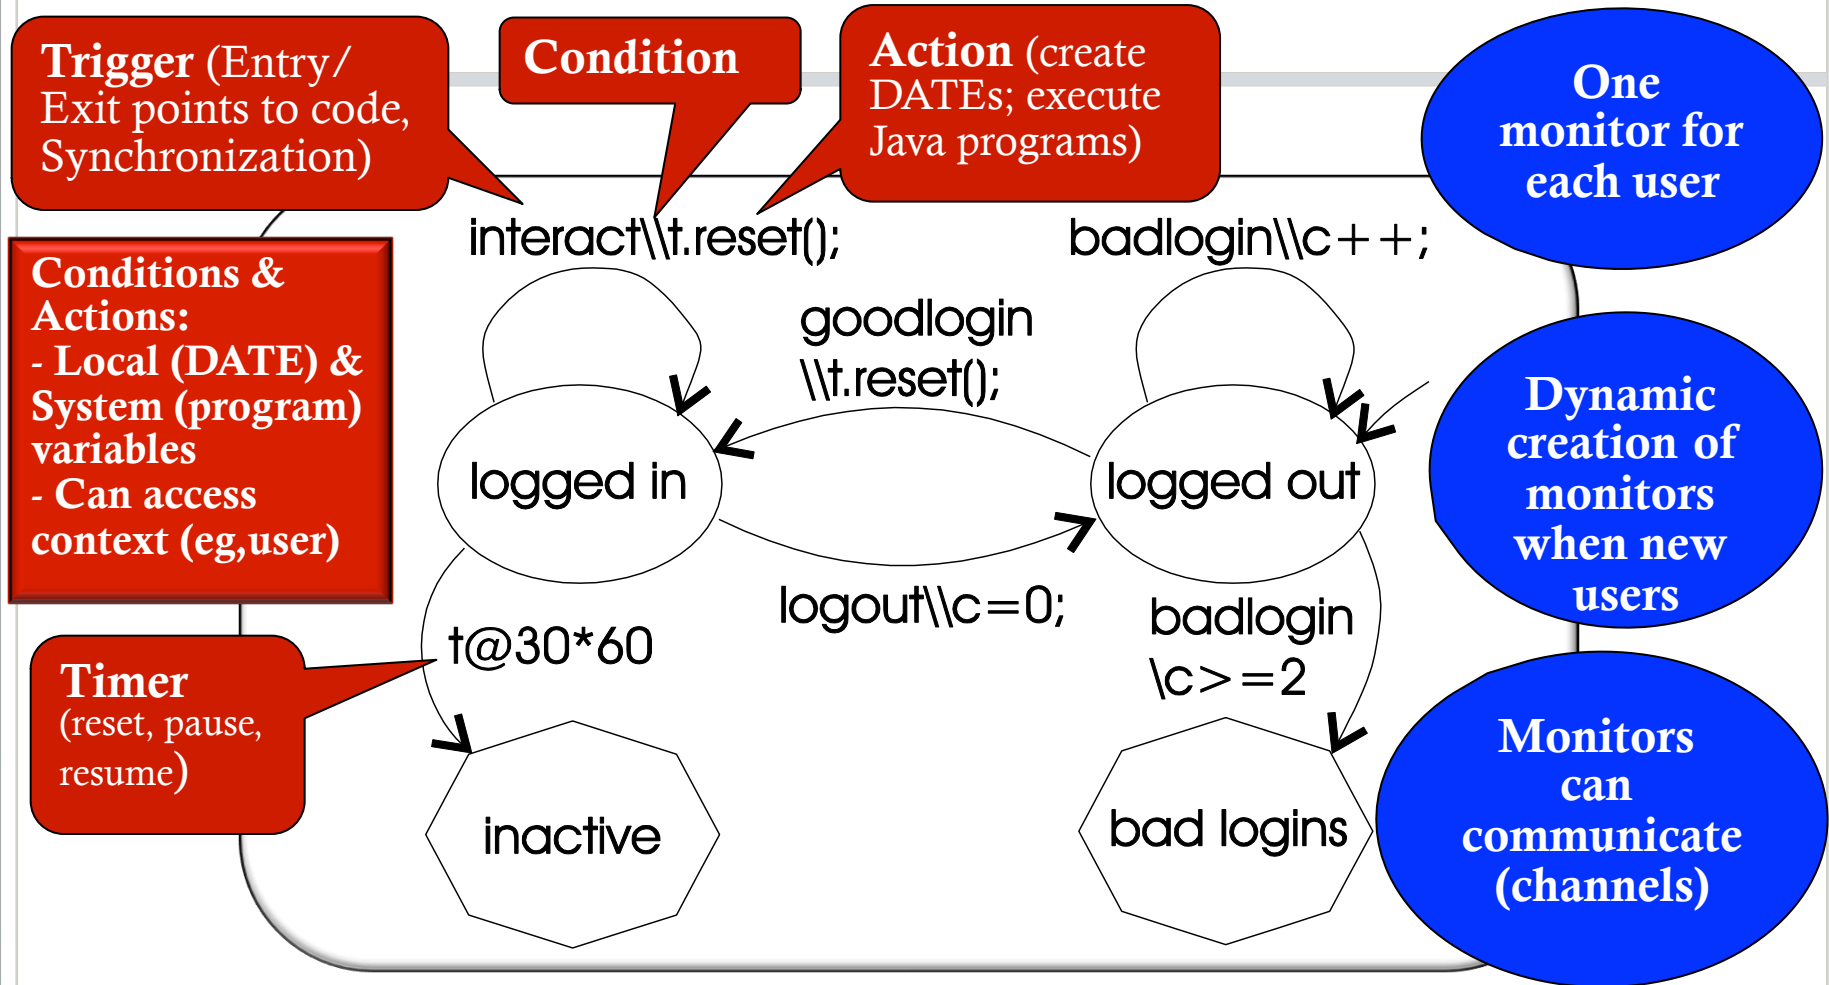 Trigger (Entry/
Exit points to code,
Synchronization)
Condition
Action (create
DATEs; execute
Java programs)
One
monitor for
each user
Conditions &
Actions:
- Local (DATE) &
System (program)
variables
- Can access
context (eg,user)
interact\\t.reset();
badlogin\\c++;
goodlogin
\\t.reset();
logged in
logged out
Dynamic
creation of
monitors
when new
users
logout\\c=0;
badlogin
\c>=2
t@30*60
Timer
(reset, pause,
resume)
inactive
bad logins
Monitors
can
communicate
(channels)